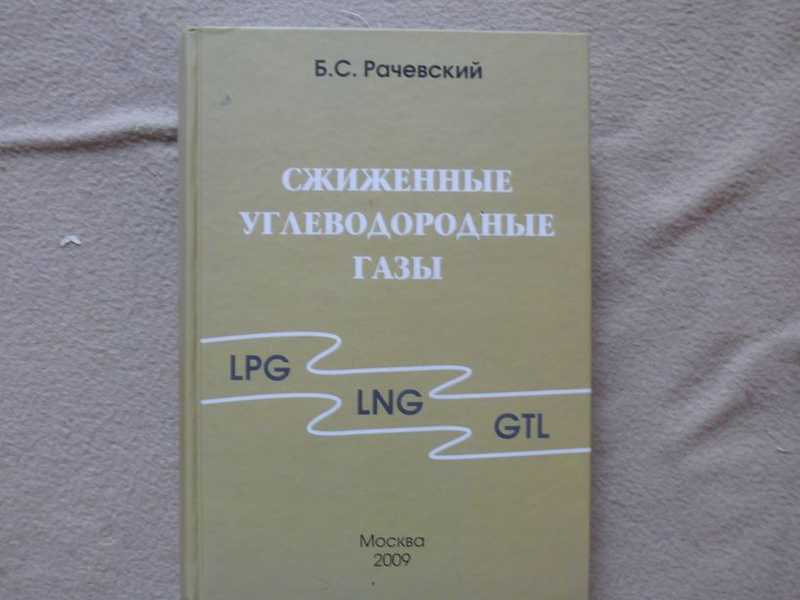 Б.С. Рачевский
СЖИЖЕННЫЕ
УГЛЕВОДОРОДНЫЕ
ГАЗЫ
LPG
LNG
GTL
Москва
2009